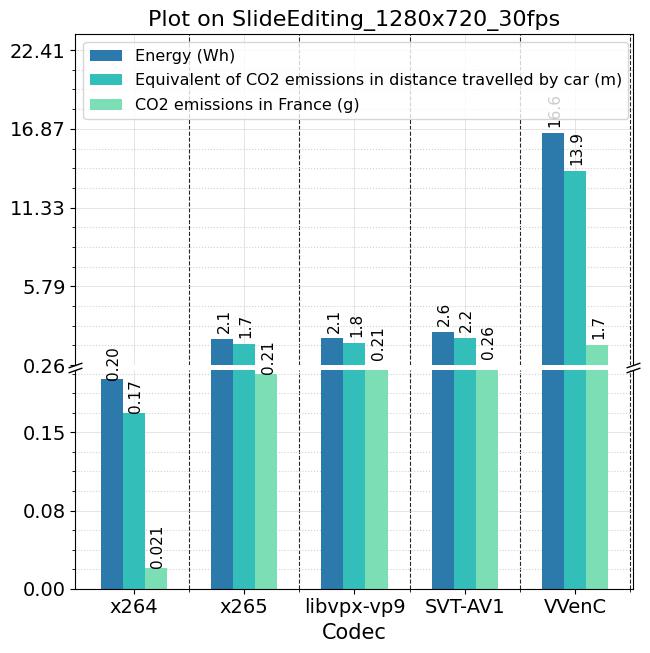 Plot on SlideEditing_1280x720_30fps
Energy (Wh)
Equivalent of CO2 emissions in distance travelled by car (m)
CO2 emissions in France (g)
22.41
16.87
11.33
5.79
0.26
0.15
0.08
0.00
0.20
0.17
0.021
2.1
1.7
0.21
2.1
1.8
0.21
2.6
2.2
0.26
16.6
13.9
1.7
x264
x265
libvpx-vp9
SVT-AV1
VVenC
Codec